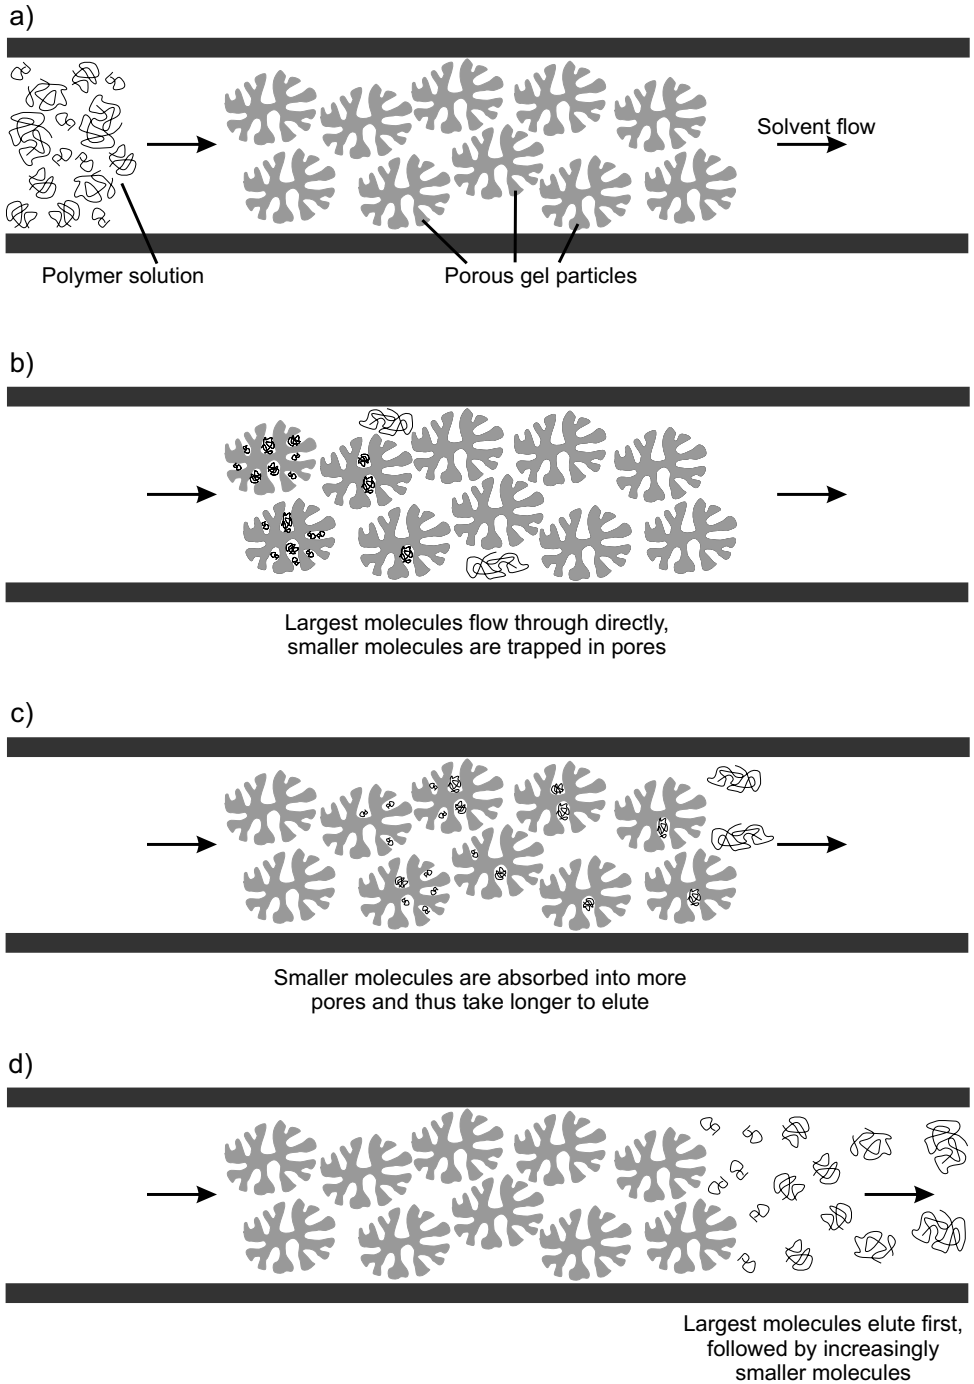 a)
Solvent flow
Polymer solution
Porous gel particles
b)
Largest molecules flow through directly,
smaller molecules are trapped in pores
c)
Smaller molecules are absorbed into more
pores and thus take longer to elute
d)
Largest molecules elute first,
followed by increasingly
smaller molecules